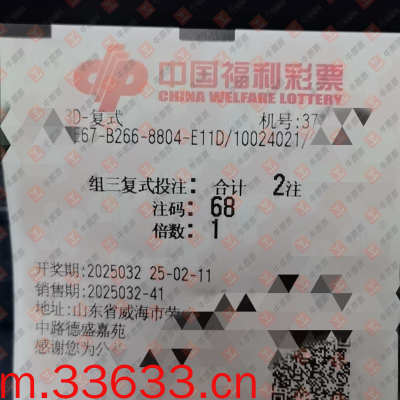 中国福利彩票
CHINA WELFARE LOTTERY
3D-复式 机号:37
E67-B266-8804-E11D/10024021/
组三复式投注: 合计 2注
注码: 68
倍数: 1
开奖期:2025032 25-02-11
销售期:2025032-41
地址:山东省威海市
中路德盛嘉苑
感谢您为公
m.33633.cn